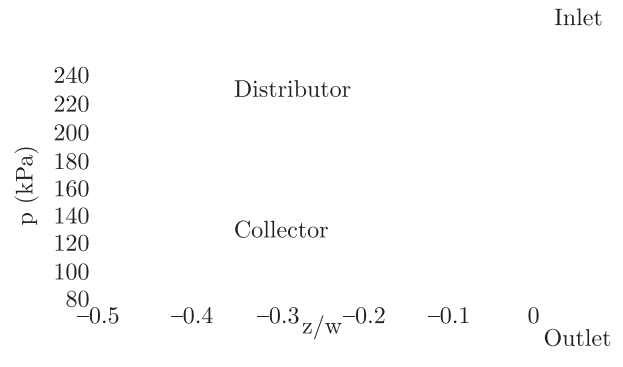 Inlet
240
Distributor
220
200
180
p (kPa)
160
140
Collector
120
100
80
–0.5 –0.4 –0.3 –0.2 –0.1 0
z/w
Outlet